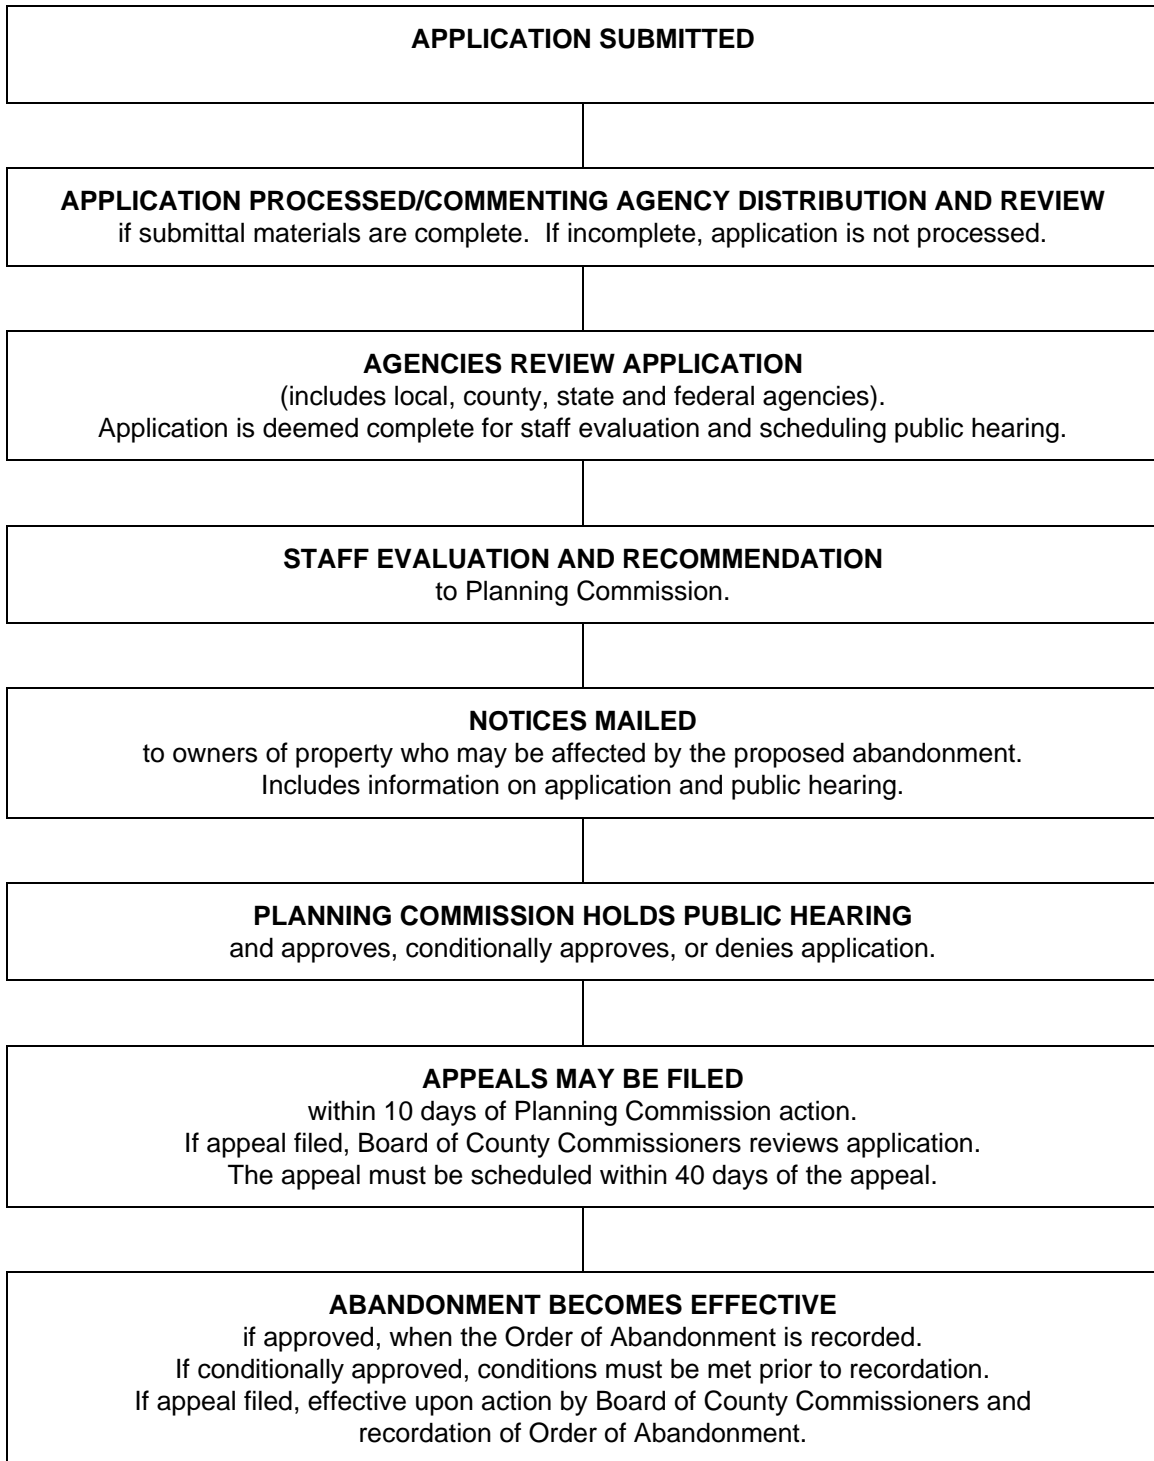 APPLICATION SUBMITTED
APPLICATION PROCESSED/COMMENTING AGENCY DISTRIBUTION AND REVIEW
if submittal materials are complete.  If incomplete, application is not processed.
AGENCIES REVIEW APPLICATION
(includes local, county, state and federal agencies).
Application is deemed complete for staff evaluation and scheduling public hearing.
STAFF EVALUATION AND RECOMMENDATION
to Planning Commission.
NOTICES MAILED
to owners of property who may be affected by the proposed abandonment.
Includes information on application and public hearing.
PLANNING COMMISSION HOLDS PUBLIC HEARING
and approves, conditionally approves, or denies application.
APPEALS MAY BE FILED
within 10 days of Planning Commission action.
If appeal filed, Board of County Commissioners reviews application.
The appeal must be scheduled within 40 days of the appeal.
ABANDONMENT BECOMES EFFECTIVE
if approved, when the Order of Abandonment is recorded.
If conditionally approved, conditions must be met prior to recordation.
If appeal filed, effective upon action by Board of County Commissioners and
recordation of Order of Abandonment.